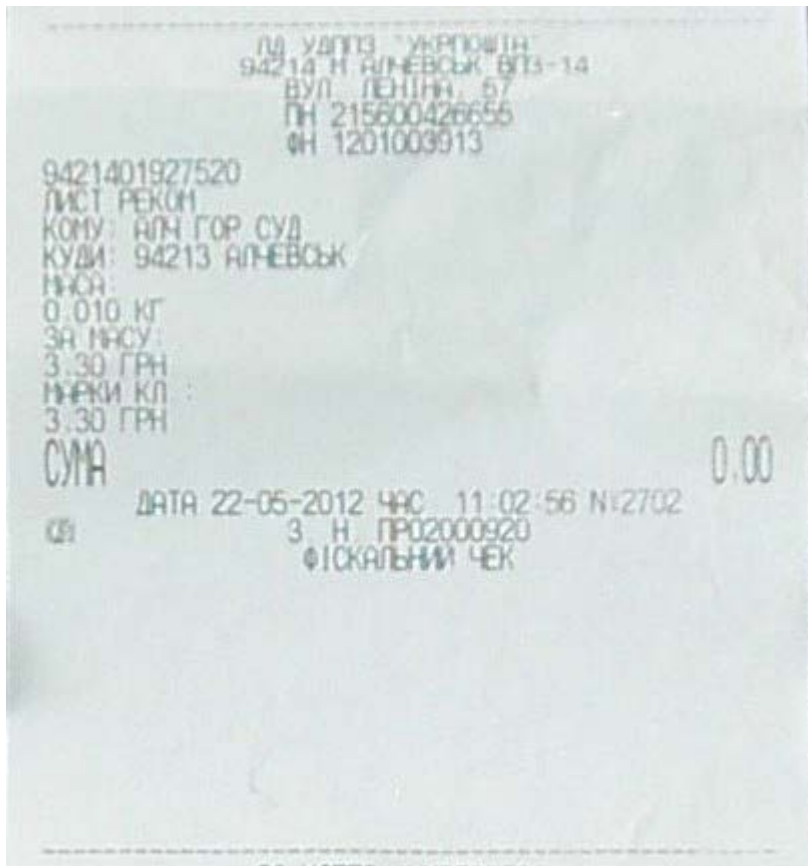 ЛД УДППЗ "УКРПОШТА"
94214 М АЛЧЕВСЬК ВПЗ-14
ВУЛ. ЛЕНІНА, 67
ПН 215600426655
ФН 1201003913
9421401927520
ЛИСТ РЕКОМ
КОМУ: АЛЧ ГОР СУД
КУДИ: 94213 АЛЧЕВСЬК
МАСА:
0.010 КГ
ЗА МАСУ:
3.30 ГРН
МАРКИ КЛ.:
3.30 ГРН
СУМА 0.00
ДАТА 22-05-2012 ЧАС 11:02:56 №2702
З Н ПР02000920
ФІСКАЛЬНИЙ ЧЕК